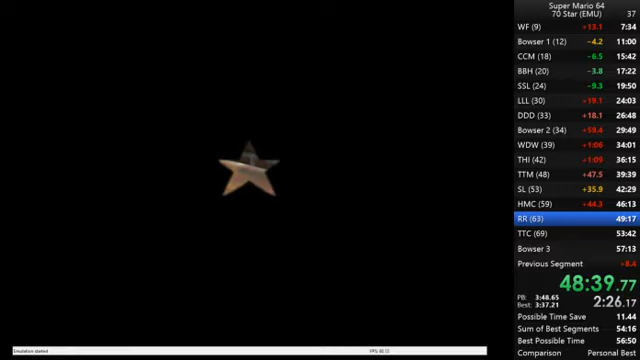 Super Mario 64
70 Star (EMU) 37
WF (9) +13.1 7:34
Bowser 1 (12) −4.2 11:00
CCM (18) −6.5 15:42
BBH (20) −3.8 17:22
SSL (24) −9.3 19:50
LLL (30) +19.1 24:03
DDD (33) +18.1 26:48
Bowser 2 (34) +59.4 29:49
WDW (39) +1:06 34:01
THI (42) +1:09 36:15
TTM (48) +47.5 39:39
SL (53) +35.9 42:29
HMC (59) +44.3 46:13
RR (63) 49:17
TTC (69) 53:42
Bowser 3 57:13
Previous Segment +8.4
48:39.77
PB: 3:48.65
Best: 3:37.21 2:26.17
Possible Time Save 11.44
Sum of Best Segments 54:16
Best Possible Time 56:50
Comparison Personal Best
Emulation started